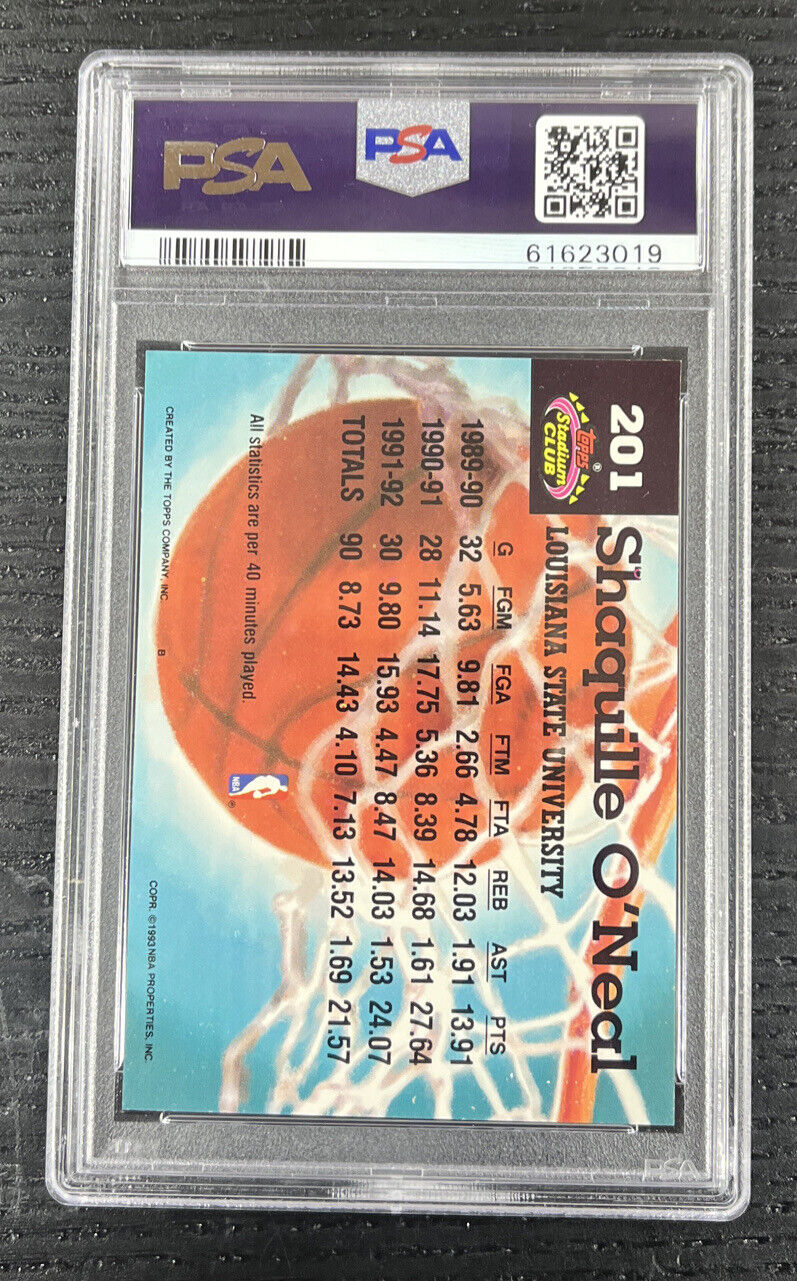 PSA
PSA
61623019
201
TOPPS ®
Stadium
CLUB
Shaquille O'Neal
LOUISIANA STATE UNIVERSITY
G FGM FGA FTM FTA REB AST PTS
1989-90 32 5.63 9.81 2.66 4.78 12.03 1.91 13.91
1990-91 28 11.14 17.75 5.36 8.39 14.68 1.61 27.64
1991-92 30 9.80 15.93 4.47 8.47 14.03 1.53 24.07
TOTALS 90 8.73 14.43 4.10 7.13 13.52 1.69 21.57
All statistics are per 40 minutes played.
NBA ®
CREATED BY THE TOPPS COMPANY, INC.
B
COPR. ©1993 NBA PROPERTIES, INC.
PSA